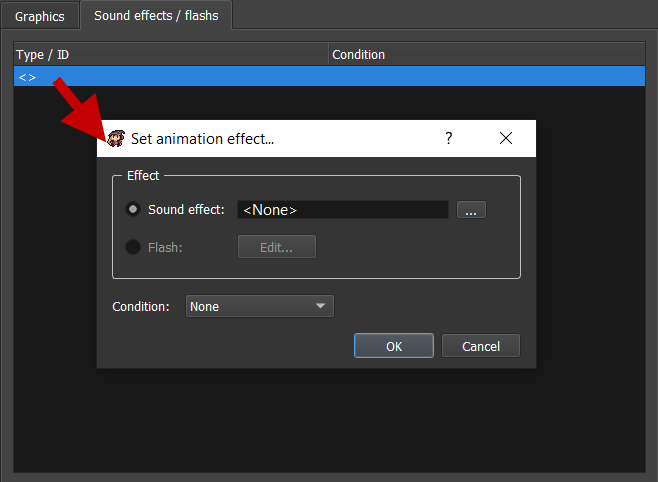 Graphics
Sound effects / flashs
Type / ID
Condition
<>
Set animation effect...
?
Effect
Sound effect:
<None>
...
Flash:
Edit...
Condition:
None
OK
Cancel